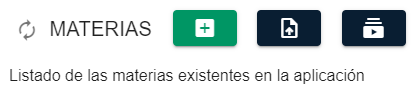 MATERIAS
Listado de las materias existentes en la aplicación